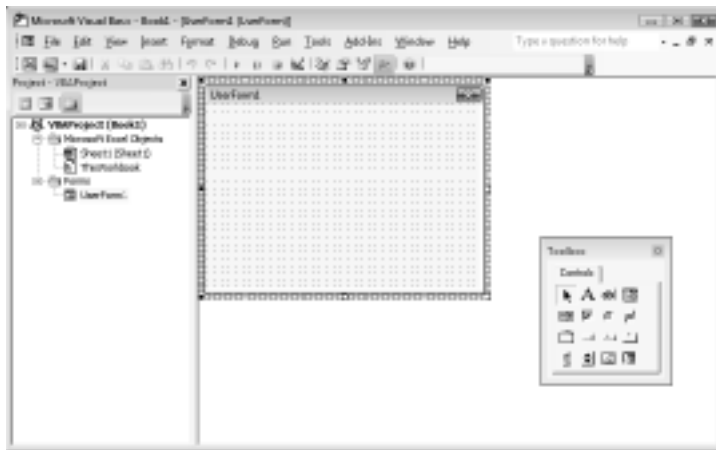 Microsoft Visual Basic - Book1 - [UserForm1 (UserForm)]
File Edit View Insert Format Debug Run Tools Add-Ins Window Help
Type a question for help
Project - VBAProject
VBAProject (Book1)
Microsoft Excel Objects
Sheet1 (Sheet1)
ThisWorkbook
Forms
UserForm1
UserForm1
Toolbox
Controls
A abl